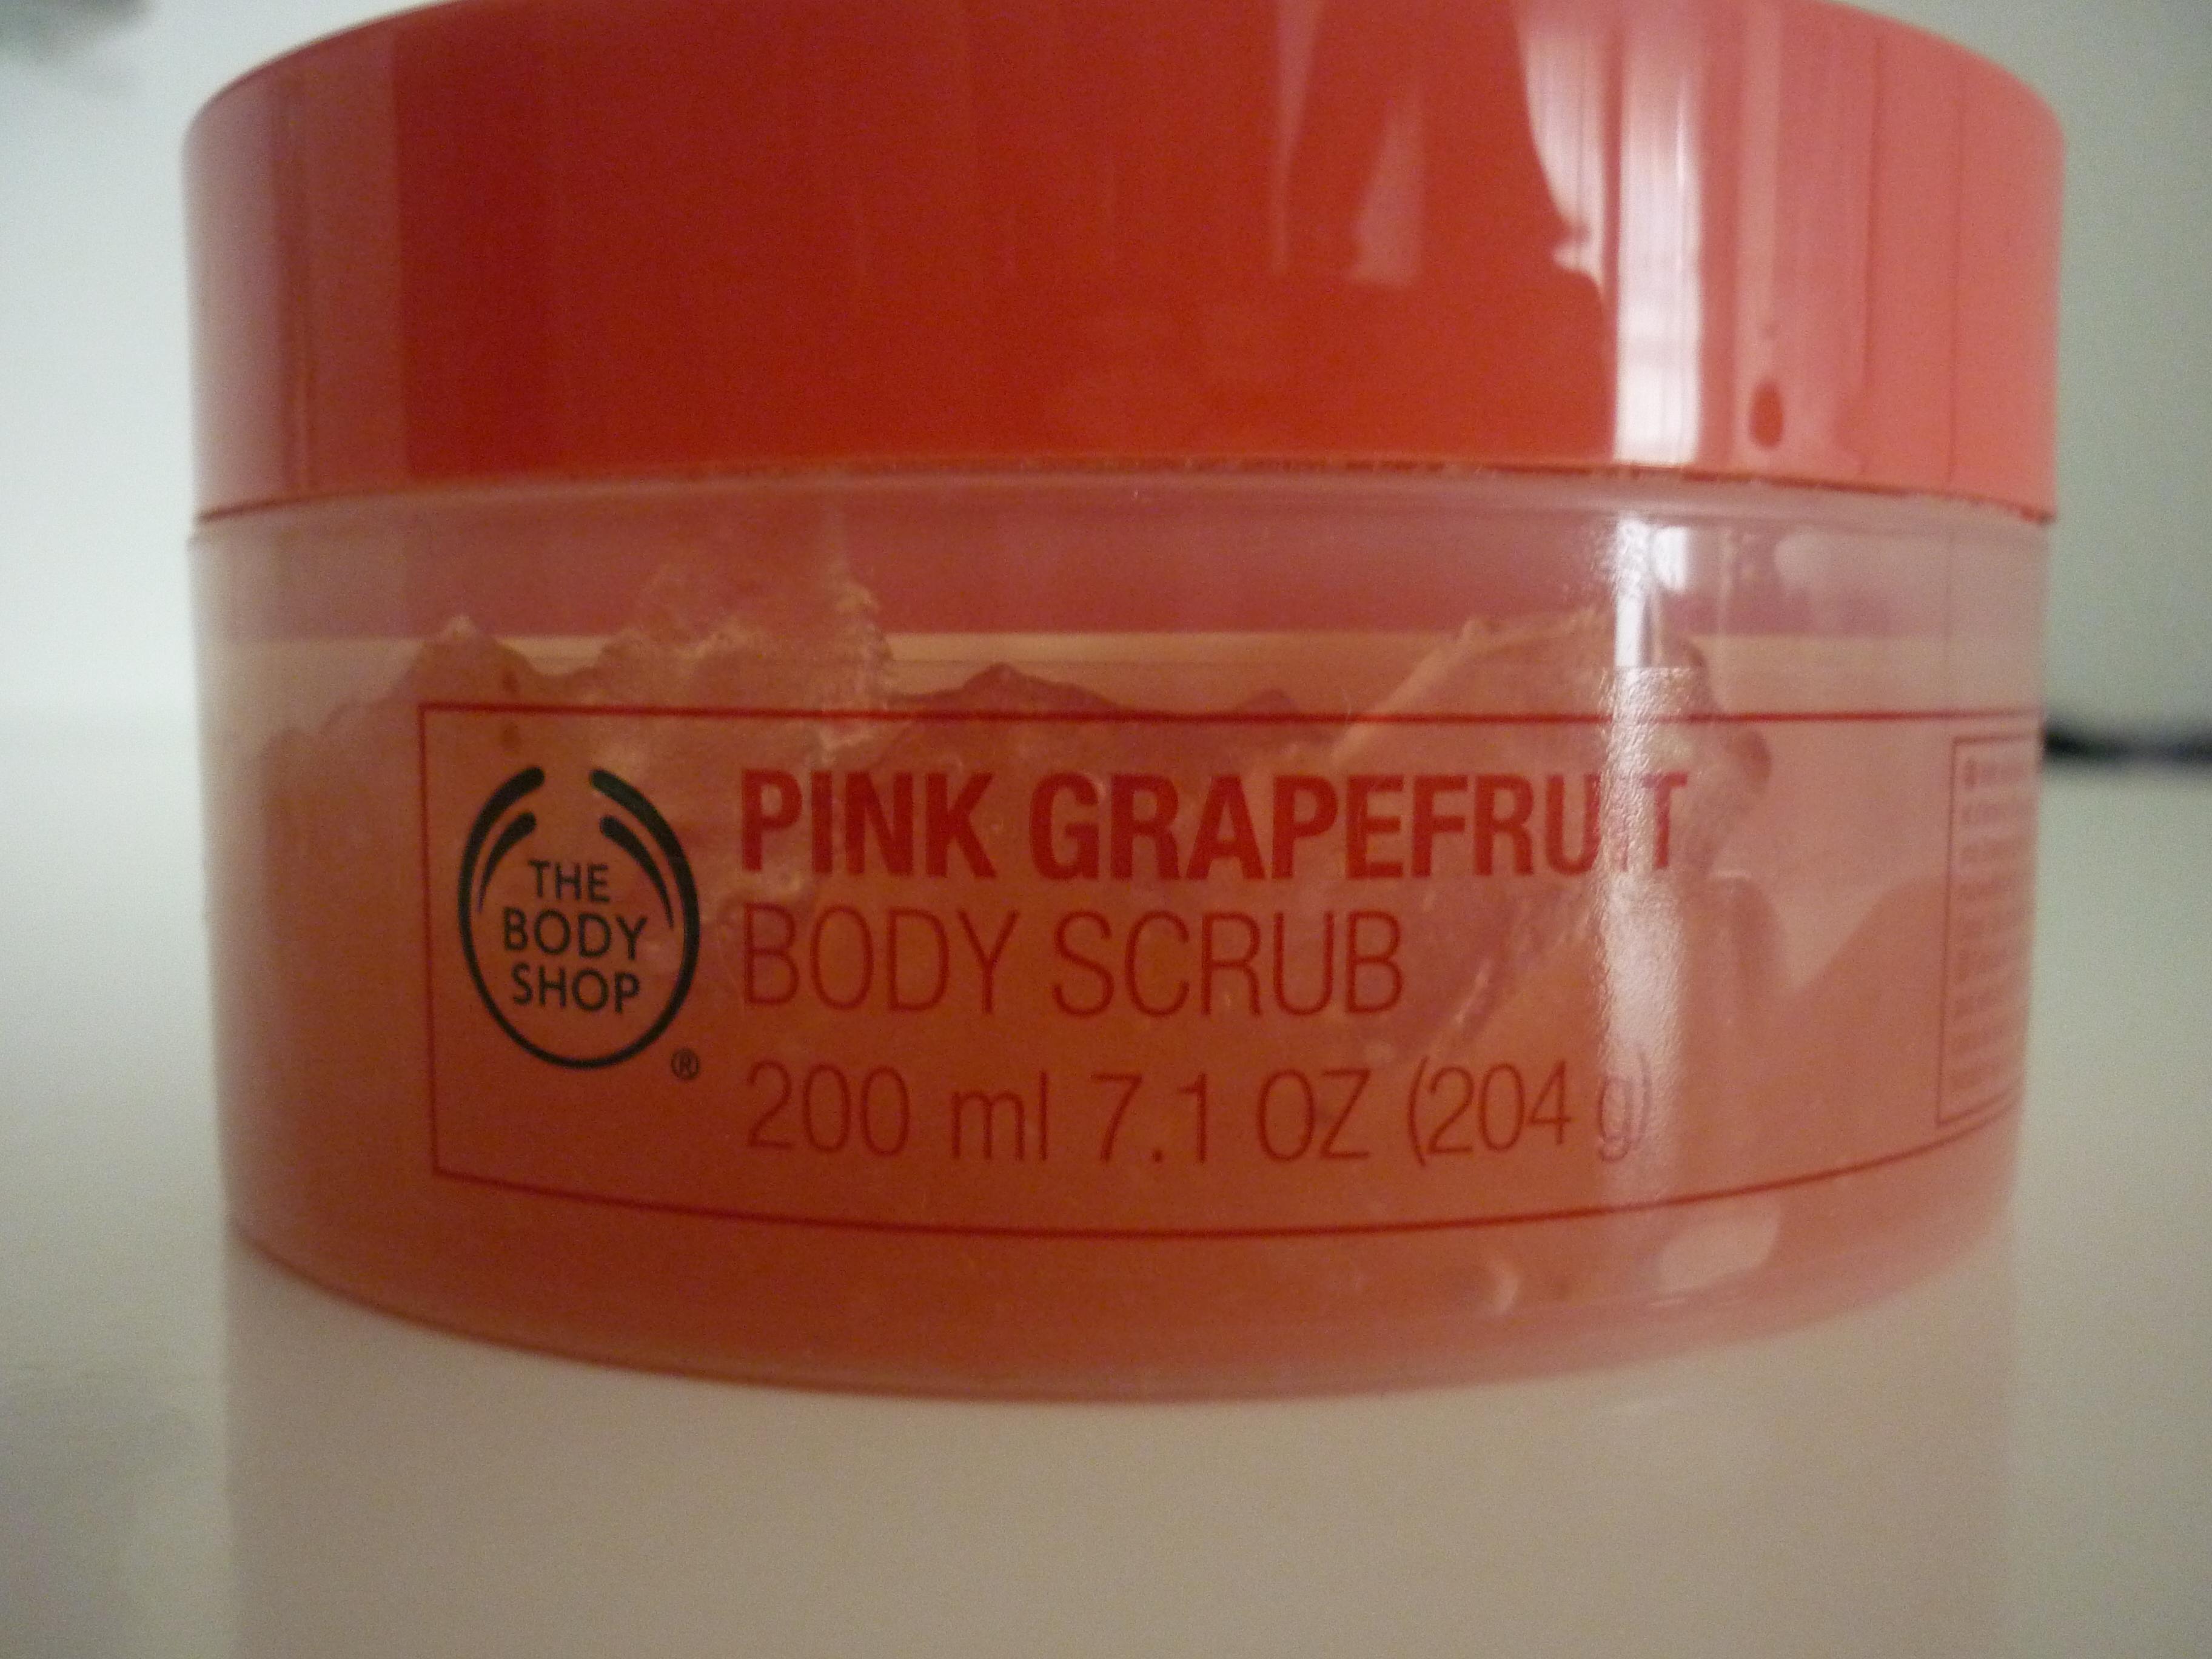 THE
BODY
SHOP
®
PINK GRAPEFRUIT
BODY SCRUB
200 ml 7.1 OZ (204 g)